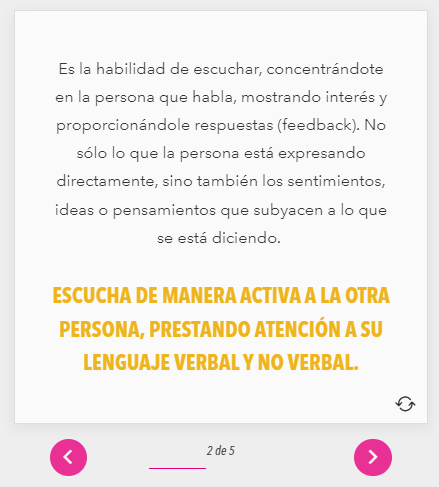 Es la habilidad de escuchar, concentrándote
en la persona que habla, mostrando interés y
proporcionándole respuestas (feedback). No
sólo lo que la persona está expresando
directamente, sino también los sentimientos,
ideas o pensamientos que subyacen a lo que
se está diciendo.
ESCUCHA DE MANERA ACTIVA A LA OTRA
PERSONA, PRESTANDO ATENCIÓN A SU
LENGUAJE VERBAL Y NO VERBAL.
2 de 5